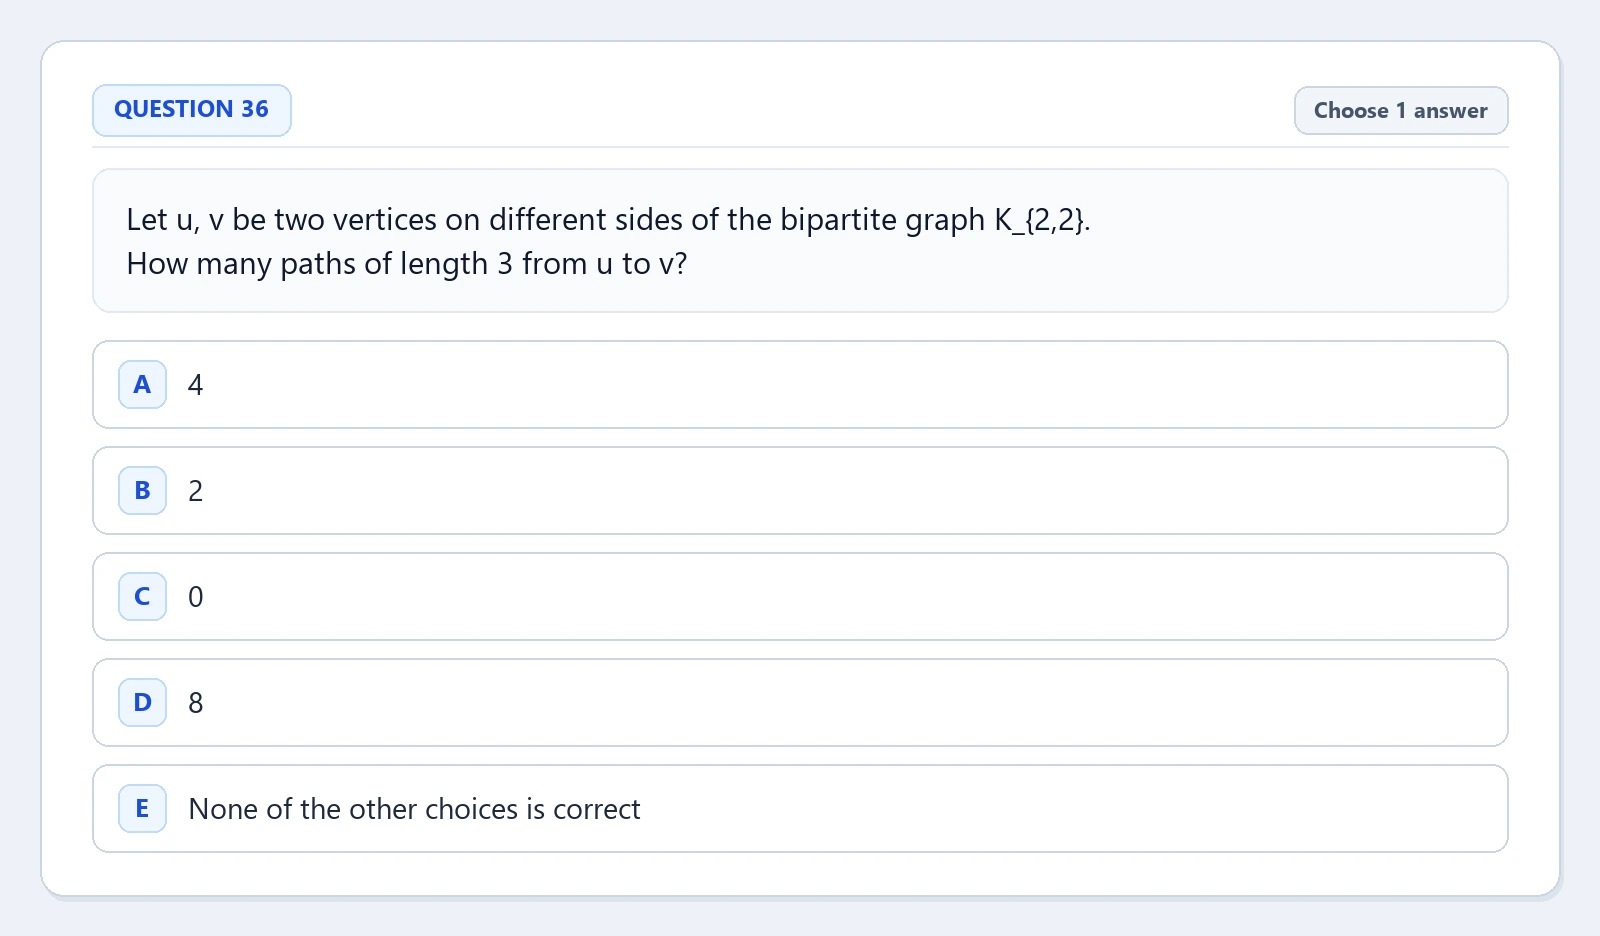 QUESTION 36
Choose 1 answer
Let u, v be two vertices on different sides of the bipartite graph K_{2,2}.
How many paths of length 3 from u to v?
A 4
B 2
C 0
D 8
E None of the other choices is correct